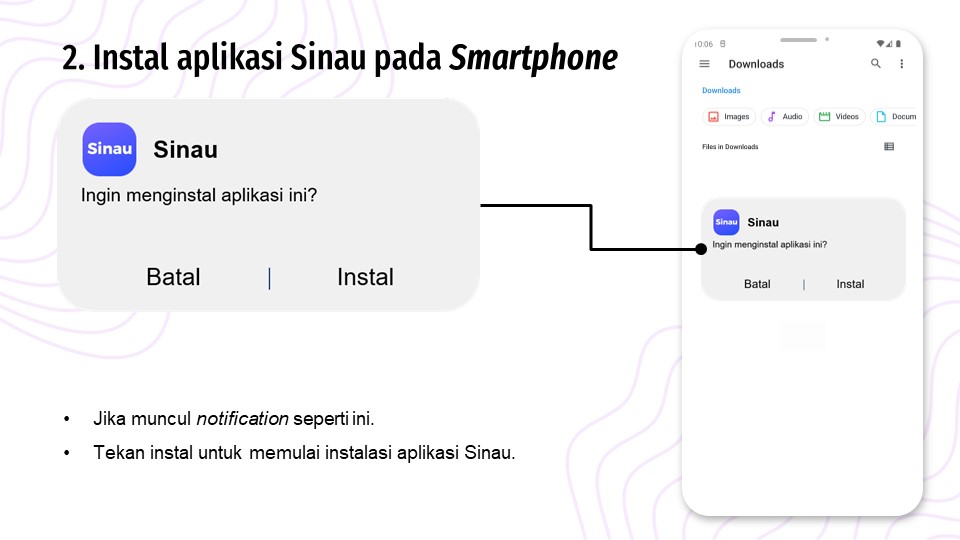 2. Instal aplikasi Sinau pada Smartphone
Sinau
Sinau
Ingin menginstal aplikasi ini?
Batal | Instal
• Jika muncul notification seperti ini.
• Tekan instal untuk memulai instalasi aplikasi Sinau.
10:06
Downloads
Downloads
Images Audio Videos Docum
Files in Downloads
Sinau
Sinau
Ingin menginstal aplikasi ini?
Batal | Instal